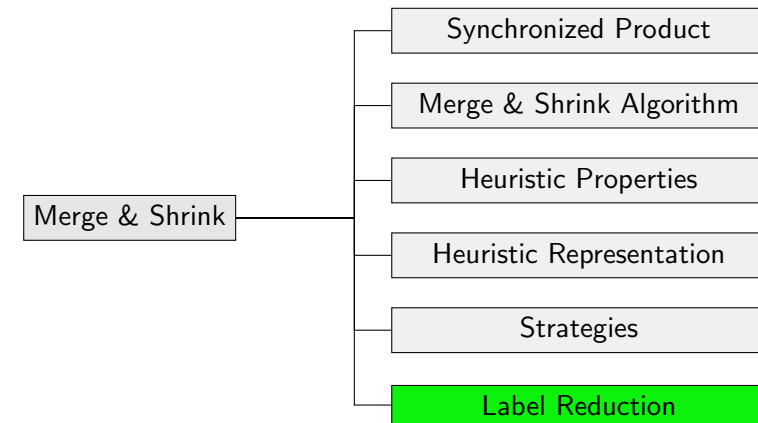 Synchronized Product
Merge & Shrink Algorithm
Heuristic Properties
Merge & Shrink
Heuristic Representation
Strategies
Label Reduction